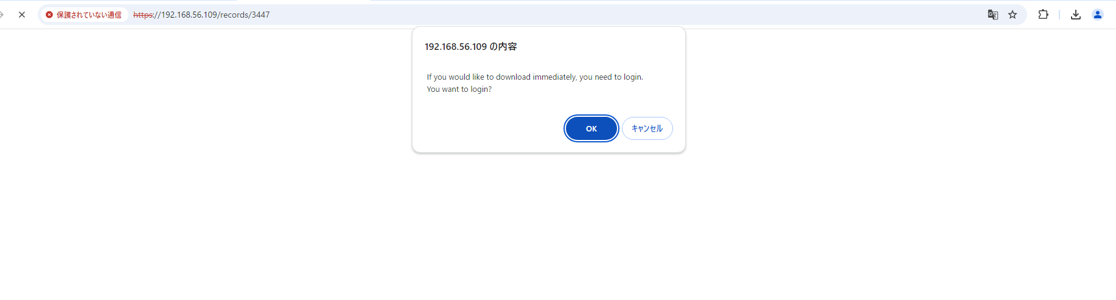 保護されていない通信 https://192.168.56.109/records/3447
192.168.56.109 の内容
If you would like to download immediately, you need to login.
You want to login?
OK キャンセル